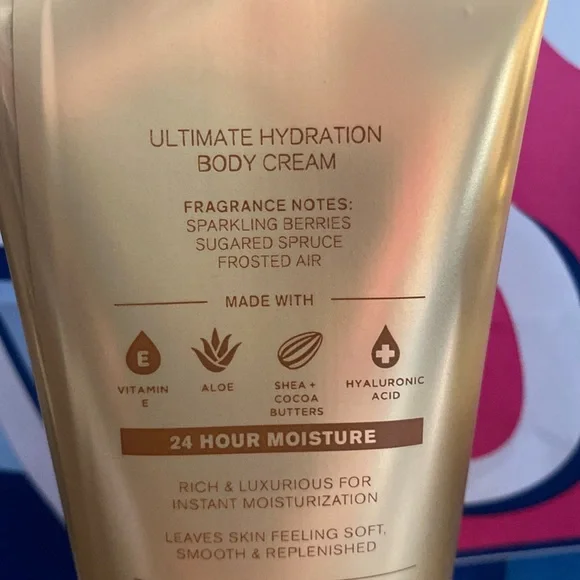 ULTIMATE HYDRATION
BODY CREAM
FRAGRANCE NOTES:
SPARKLING BERRIES
SUGARED SPRUCE
FROSTED AIR
MADE WITH
E
VITAMIN
E
ALOE
SHEA +
COCOA
BUTTERS
HYALURONIC
ACID
24 HOUR MOISTURE
RICH & LUXURIOUS FOR
INSTANT MOISTURIZATION
LEAVES SKIN FEELING SOFT,
SMOOTH & REPLENISHED